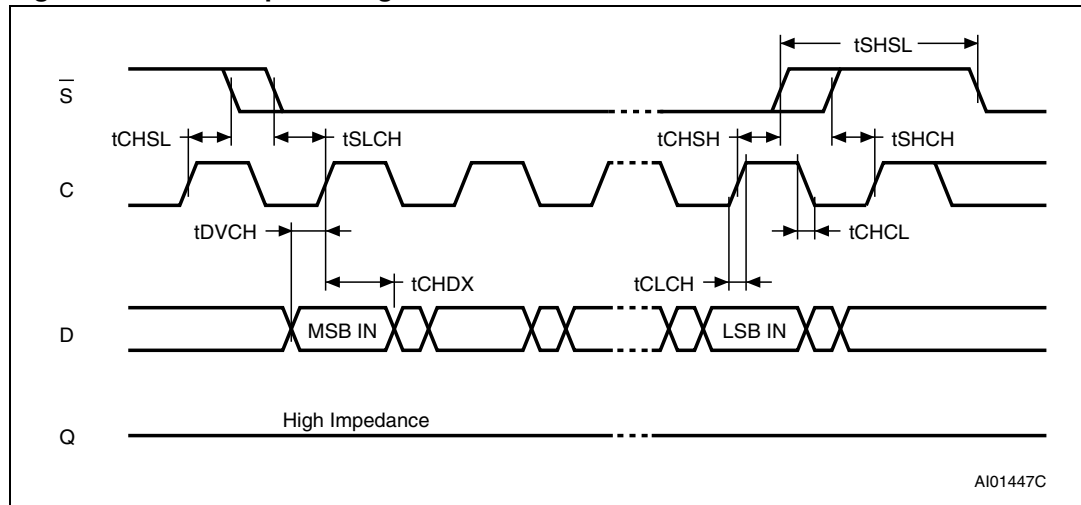 tSHSL
S
tCHSL
tSLCH
tCHSH
tSHCH
C
tDVCH
tCHCL
tCHDX
tCLCH
D
MSB IN
LSB IN
High Impedance
Q
AI01447C